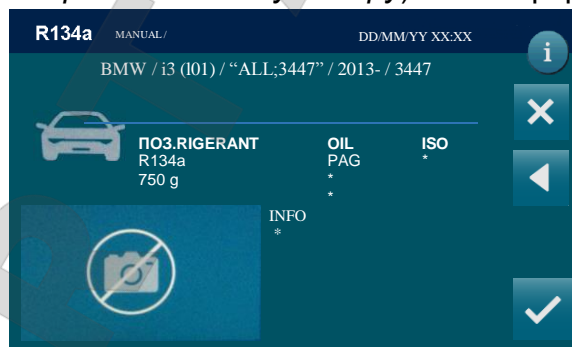 R134a MANUAL/ DD/MM/YY XX:XX
i
BMW / i3 (I01) / “ALL;3447” / 2013- / 3447
ПОЗ.RIGERANT OIL ISO
R134a PAG *
750 g *
*
INFO
*